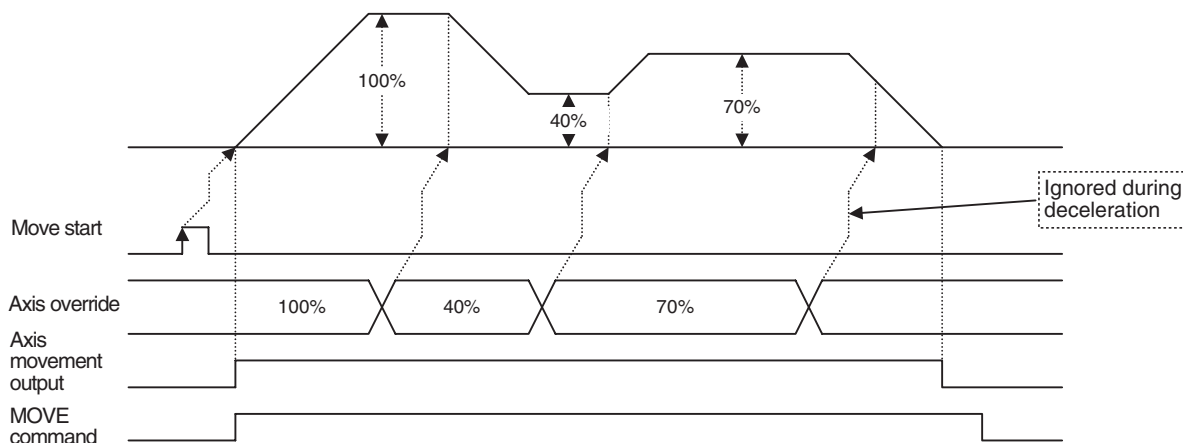 100%
40%
70%
Ignored during
deceleration
Move start
Axis override
100%
40%
70%
Axis
movement
output
MOVE
command